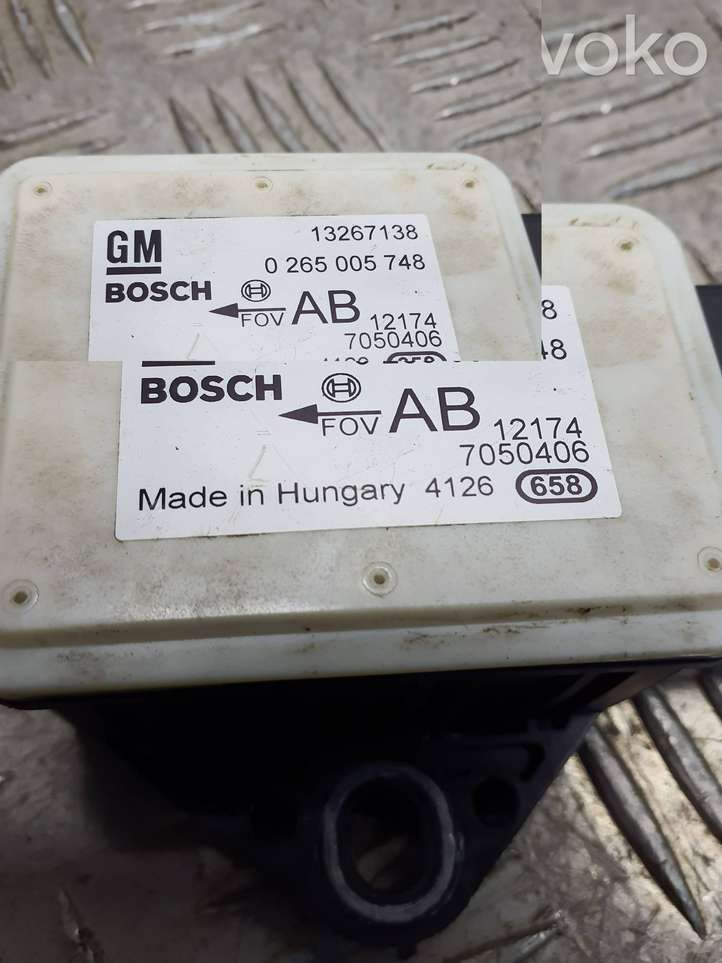 voko
GM 13267138
0 265 005 748
BOSCH AB 12174
FOV
7050406
BOSCH AB 12174
FOV
7050406
Made in Hungary 4126 658